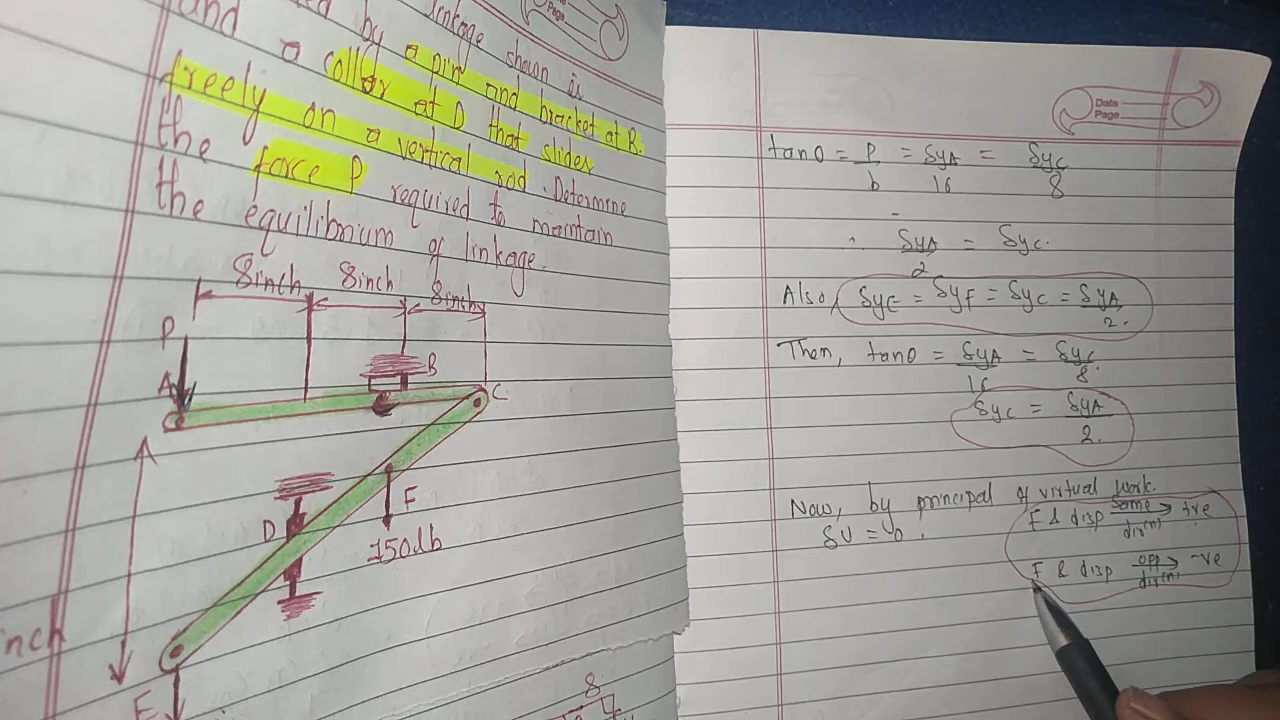 and
by
linkage shown is
a pin and bracket at B.
and a collar at D that slides
freely on a vertical rod. Determine
the force P required to maintain
the equilibrium of linkage.
8inch 8inch 8inch
P
A
B
C
D
F
150lb
inch
E
8
Page
Date
Page
tanθ = P/b = δyA/16 = δyC/8
∴ δyA/2 = δyC.
Also, δyE = δyF = δyC = δyA/2.
Then, tanθ = δyA/16 = δyC/8.
δyC = δyA/2.
Now, by principal of virtual work.
δU = 0.
F & disp same dir(n) → +ve
F & disp opp dir(n) → -ve